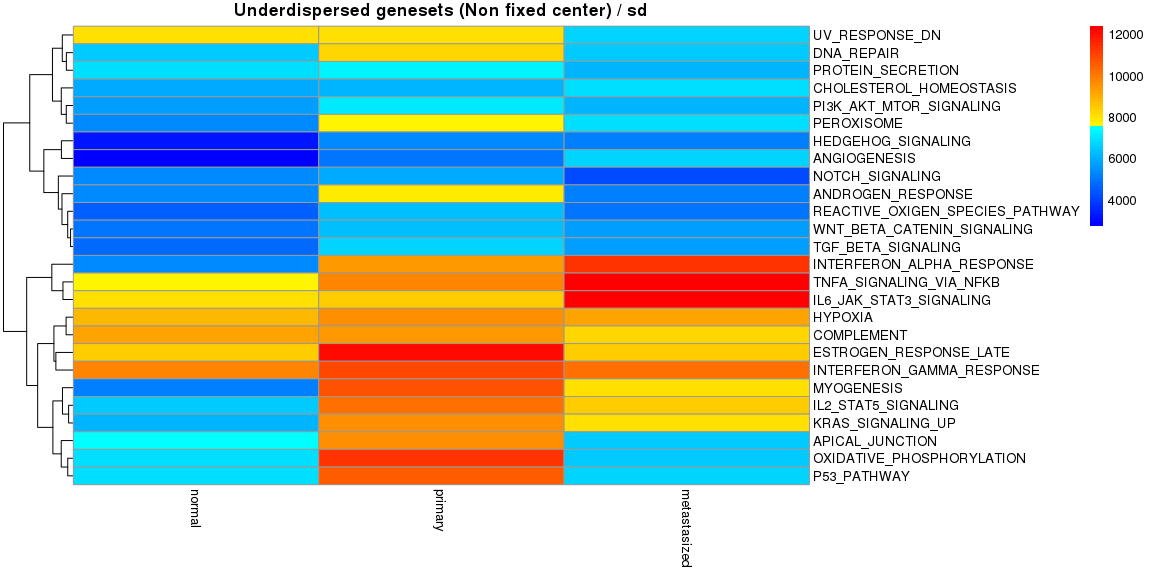 Underdispersed genesets (Non fixed center) / sd
UV_RESPONSE_DN
DNA_REPAIR
PROTEIN_SECRETION
CHOLESTEROL_HOMEOSTASIS
PI3K_AKT_MTOR_SIGNALING
PEROXISOME
HEDGEHOG_SIGNALING
ANGIOGENESIS
NOTCH_SIGNALING
ANDROGEN_RESPONSE
REACTIVE_OXIGEN_SPECIES_PATHWAY
WNT_BETA_CATENIN_SIGNALING
TGF_BETA_SIGNALING
INTERFERON_ALPHA_RESPONSE
TNFA_SIGNALING_VIA_NFKB
IL6_JAK_STAT3_SIGNALING
HYPOXIA
COMPLEMENT
ESTROGEN_RESPONSE_LATE
INTERFERON_GAMMA_RESPONSE
MYOGENESIS
IL2_STAT5_SIGNALING
KRAS_SIGNALING_UP
APICAL_JUNCTION
OXIDATIVE_PHOSPHORYLATION
P53_PATHWAY
12000
10000
8000
6000
4000
normal
primary
metastasized